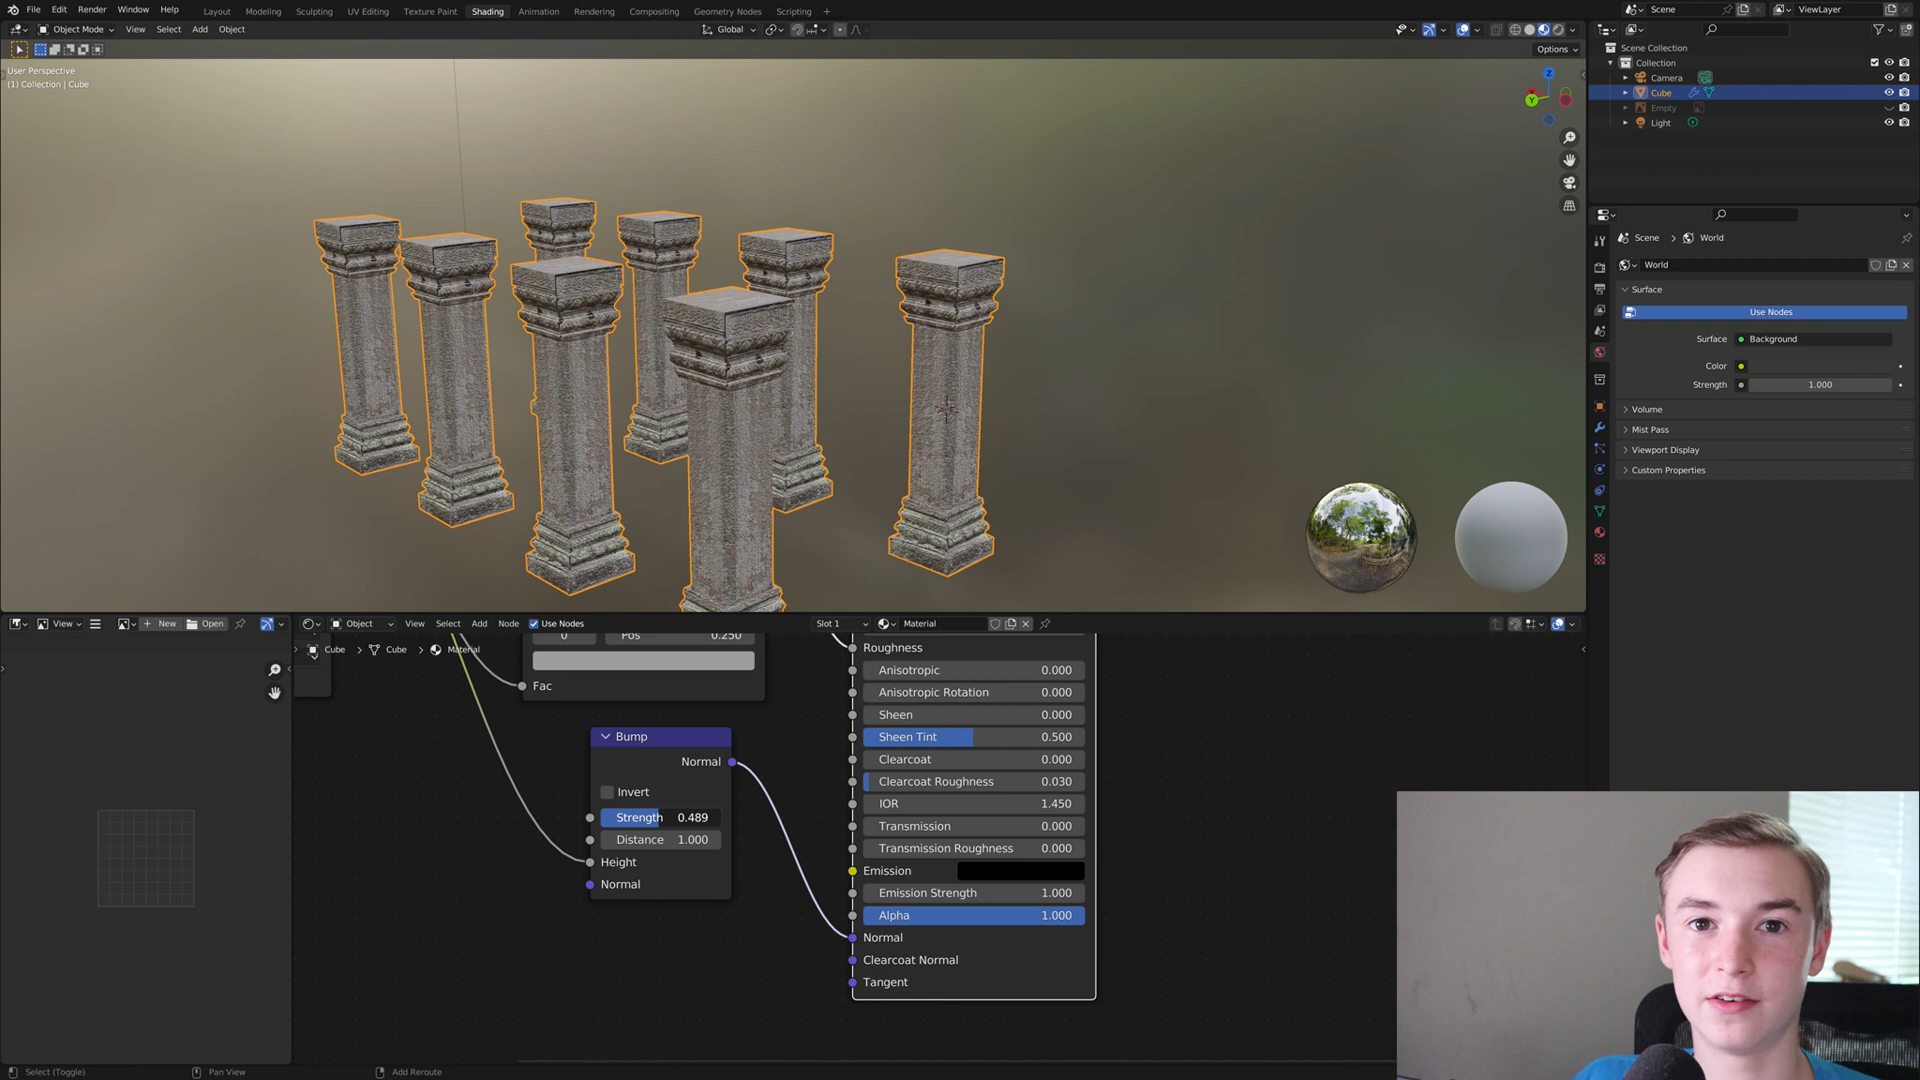 File Edit Render Window Help Layout Modeling Sculpting UV Editing Texture Paint Shading Animation Rendering Compositing Geometry Nodes Scripting + Scene ViewLayer
Object Mode View Select Add Object Global
Options
User Perspective
(1) Collection | Cube
Z
Y
Scene Collection
Collection
Camera
Cube
Empty
Light
Scene > World
World
Surface
Use Nodes
Surface Background
Color
Strength 1.000
Volume
Mist Pass
Viewport Display
Custom Properties
View + New Open
Object View Select Add Node Use Nodes Slot 1 Material
Cube > Cube > Material
0 Pos 0.250
Fac
Bump
Normal
Invert
Strength 0.489
Distance 1.000
Height
Normal
Roughness
Anisotropic 0.000
Anisotropic Rotation 0.000
Sheen 0.000
Sheen Tint 0.500
Clearcoat 0.000
Clearcoat Roughness 0.030
IOR 1.450
Transmission 0.000
Transmission Roughness 0.000
Emission
Emission Strength 1.000
Alpha 1.000
Normal
Clearcoat Normal
Tangent
Select (Toggle) Pan View Add Reroute